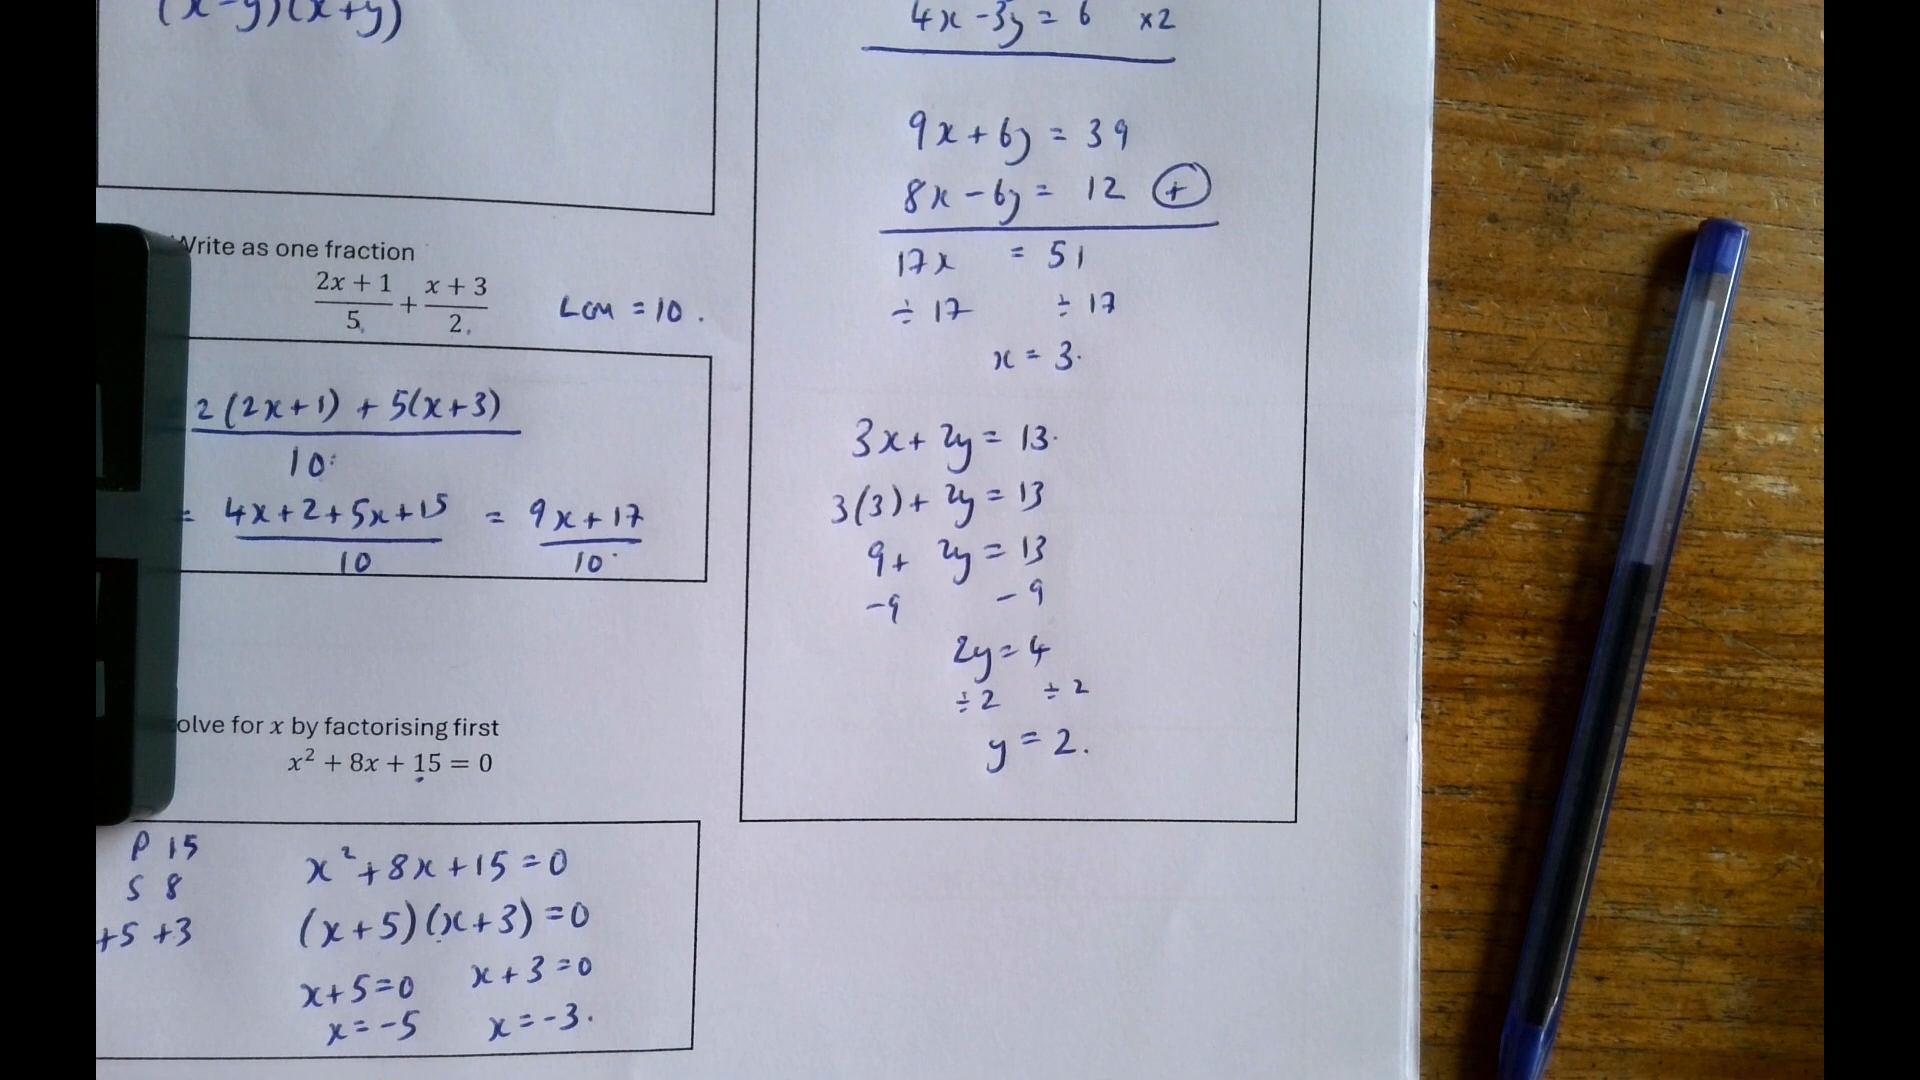 (x-y)(x+y)
Write as one fraction
2x + 1 / 5 + x + 3 / 2
LCM = 10.
2(2x+1) + 5(x+3)
10
= 4x+2+5x+15 / 10 = 9x+17 / 10
olve for x by factorising first
x² + 8x + 15 = 0
P 15
S 8
+5 +3
x²+8x+15=0
(x+5)(x+3)=0
x+5=0 x+3=0
x=-5 x=-3.
4x-3y=6 x2
9x+6y=39
8x-6y=12 +
17x = 51
÷17 ÷17
x=3.
3x+2y=13.
3(3)+2y=13
9+2y=13
-9 -9
2y=4
÷2 ÷2
y=2.